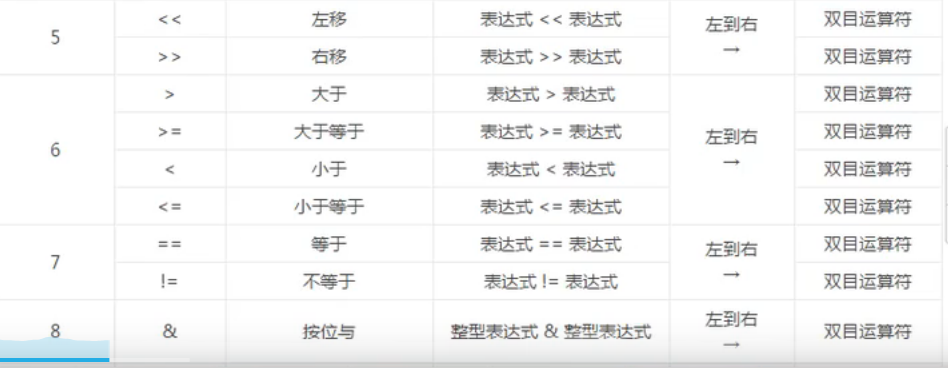 5 << 左移 表达式 << 表达式 左到右 → 双目运算符
>> 右移 表达式 >> 表达式 双目运算符
6 > 大于 表达式 > 表达式 左到右 → 双目运算符
>= 大于等于 表达式 >= 表达式 双目运算符
< 小于 表达式 < 表达式 双目运算符
<= 小于等于 表达式 <= 表达式 双目运算符
7 == 等于 表达式 == 表达式 左到右 → 双目运算符
!= 不等于 表达式 != 表达式 双目运算符
8 & 按位与 整型表达式 & 整型表达式 左到右 → 双目运算符